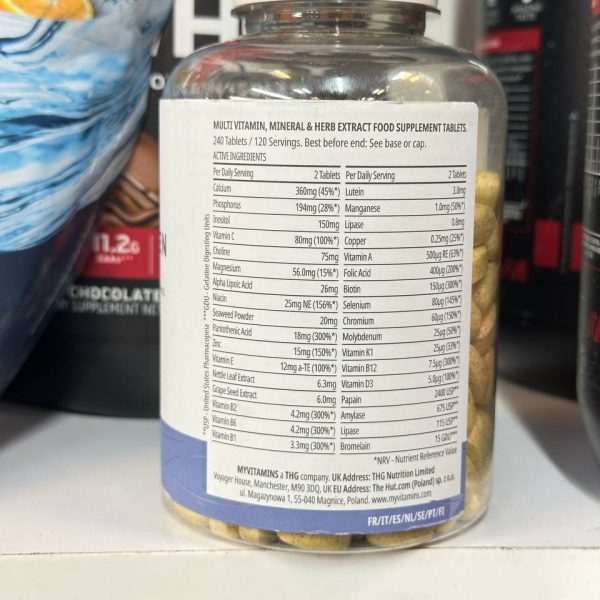 MULTI VITAMIN, MINERAL & HERB EXTRACT FOOD SUPPLEMENT TABLETS.
240 Tablets / 120 Servings. Best before end: See base or cap.
ACTIVE INGREDIENTS
Per Daily Serving 2 Tablets
Calcium 360mg (45%*)
Phosphorus 194mg (28%*)
Inositol 150mg
Vitamin C 80mg (100%*)
Choline 75mg
Magnesium 56.0mg (15%*)
Alpha Lipoic Acid 26mg
Niacin 25mg NE (156%*)
Seaweed Powder 20mg
Pantothenic Acid 18mg (300%*)
Zinc 15mg (150%*)
Vitamin E 12mg a-TE (100%*)
Nettle Leaf Extract 6.3mg
Grape Seed Extract 6.0mg
Vitamin B2 4.2mg (300%*)
Vitamin B6 4.2mg (300%*)
Vitamin B1 3.3mg (300%*)
Per Daily Serving 2 Tablets
Lutein 3.0mg
Manganese 1.0mg (50%*)
Lipase 0.8mg
Copper 0.25mg (25%*)
Vitamin A 500µg RE (63%*)
Folic Acid 400µg (200%*)
Biotin 150µg (300%*)
Selenium 80µg (145%*)
Chromium 60µg (150%*)
Molybdenum 25µg (50%*)
Vitamin K1 25µg (33%*)
Vitamin B12 7.5µg (300%*)
Vitamin D3 5.0µg (100%*)
Papain 2400 USP**
Amylase 675 USP**
Lipase 115 USP**
Bromelain 15 GDU***
*NRV - Nutrient Reference Value
**USP - United States Pharmacopria ***GDU - Gelatine Digesting Units
MYVITAMINS a THG company. UK Address: THG Nutrition Limited
Voyager House, Manchester, M90 3DQ, UK EU Address: The Hut.com (Poland) sp. z o.o.
ul. Magazynowa 1, 55-040 Magnice, Poland. www.myvitamins.com
FR/IT/ES/NL/SE/PT/FI
11.2G
CHOCOLATE